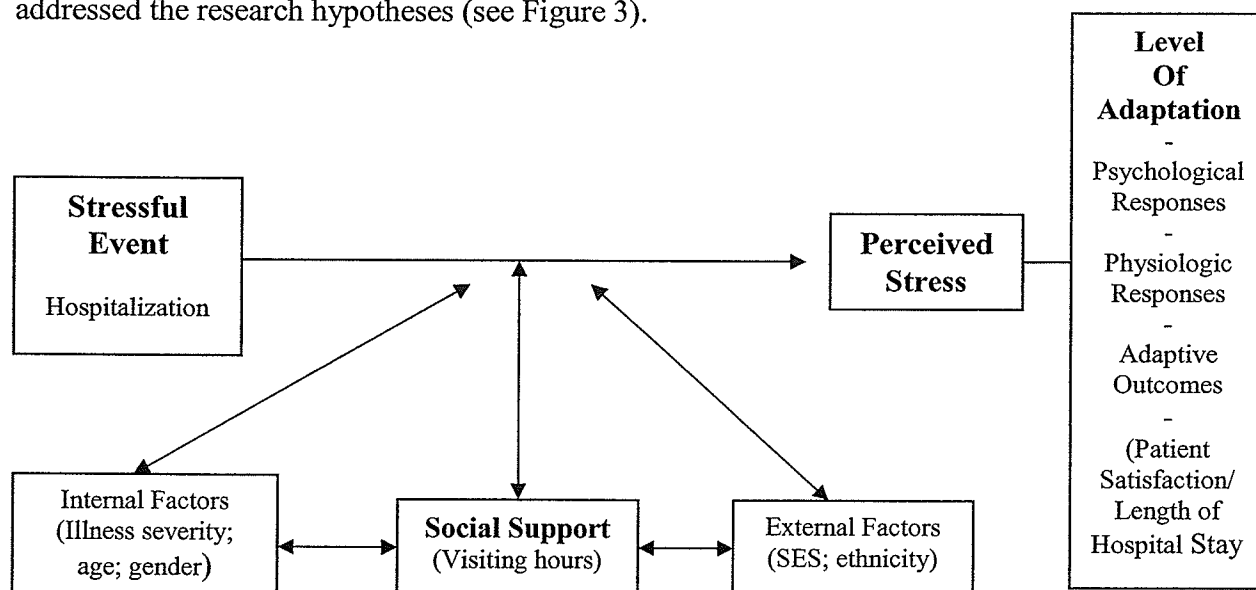 addressed the research hypotheses (see Figure 3).
Stressful
Event
Hospitalization
Perceived
Stress
Level
Of
Adaptation
-
Psychological
Responses
-
Physiologic
Responses
-
Adaptive
Outcomes
-
(Patient
Satisfaction/
Length of
Hospital Stay
Internal Factors
(Illness severity;
age; gender)
Social Support
(Visiting hours)
External Factors
(SES; ethnicity)